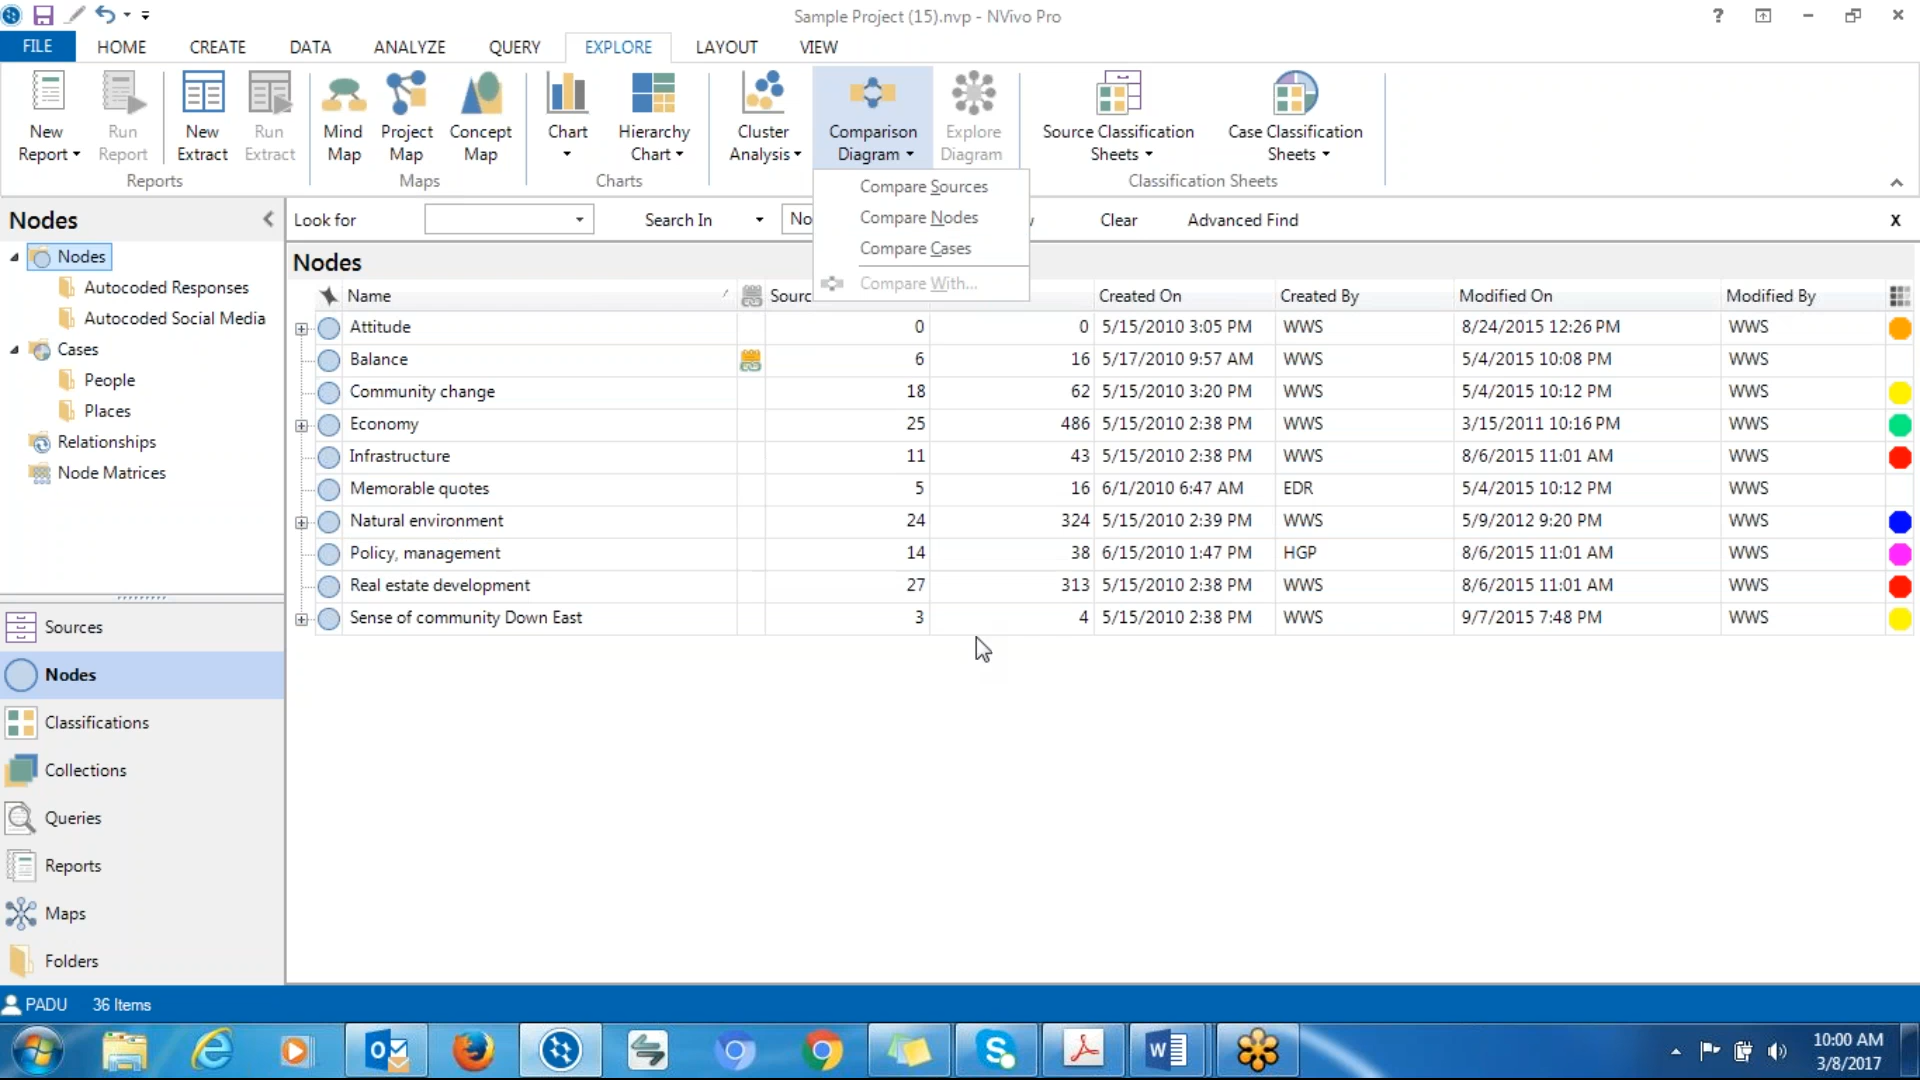 Sample Project (15).nvp - NVivo Pro
?
FILE HOME CREATE DATA ANALYZE QUERY EXPLORE LAYOUT VIEW
New Report Run Report New Extract Run Extract Mind Map Project Map Concept Map Chart Hierarchy Chart Cluster Analysis Comparison Diagram Explore Diagram Source Classification Sheets Case Classification Sheets
Reports Maps Charts Classification Sheets
Compare Sources
Compare Nodes
Compare Cases
Compare With...
Nodes
Look for Search In No Clear Advanced Find X
Nodes
Autocoded Responses
Autocoded Social Media
Cases
People
Places
Relationships
Node Matrices
Sources
Nodes
Classifications
Collections
Queries
Reports
Maps
Folders
Nodes
Name Sourc Created On Created By Modified On Modified By
Attitude 0 0 5/15/2010 3:05 PM WWS 8/24/2015 12:26 PM WWS
Balance 6 16 5/17/2010 9:57 AM WWS 5/4/2015 10:08 PM WWS
Community change 18 62 5/15/2010 3:20 PM WWS 5/4/2015 10:12 PM WWS
Economy 25 486 5/15/2010 2:38 PM WWS 3/15/2011 10:16 PM WWS
Infrastructure 11 43 5/15/2010 2:38 PM WWS 8/6/2015 11:01 AM WWS
Memorable quotes 5 16 6/1/2010 6:47 AM EDR 5/4/2015 10:12 PM WWS
Natural environment 24 324 5/15/2010 2:39 PM WWS 5/9/2012 9:20 PM WWS
Policy, management 14 38 6/15/2010 1:47 PM HGP 8/6/2015 11:01 AM WWS
Real estate development 27 313 5/15/2010 2:38 PM WWS 8/6/2015 11:01 AM WWS
Sense of community Down East 3 4 5/15/2010 2:38 PM WWS 9/7/2015 7:48 PM WWS
PADU 36 Items
10:00 AM
3/8/2017